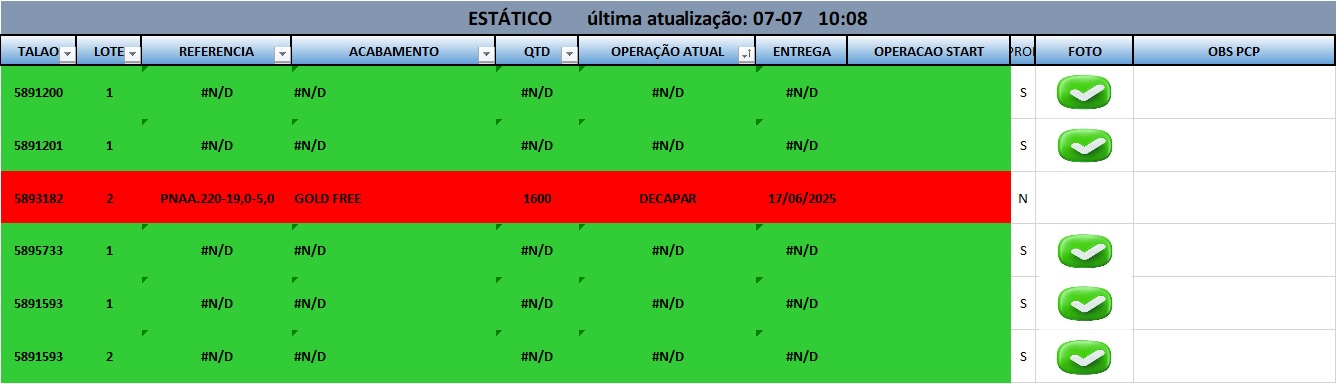 ESTÁTICO última atualização: 07-07 10:08
TALAO LOTE REFERENCIA ACABAMENTO QTD OPERAÇÃO ATUAL ENTREGA OPERACAO START PRO FOTO OBS PCP
5891200 1 #N/D #N/D #N/D #N/D #N/D S
5891201 1 #N/D #N/D #N/D #N/D #N/D S
5893182 2 PNAA.220-19,0-5,0 GOLD FREE 1600 DECAPAR 17/06/2025 N
5895733 1 #N/D #N/D #N/D #N/D #N/D S
5891593 1 #N/D #N/D #N/D #N/D #N/D S
5891593 2 #N/D #N/D #N/D #N/D #N/D S